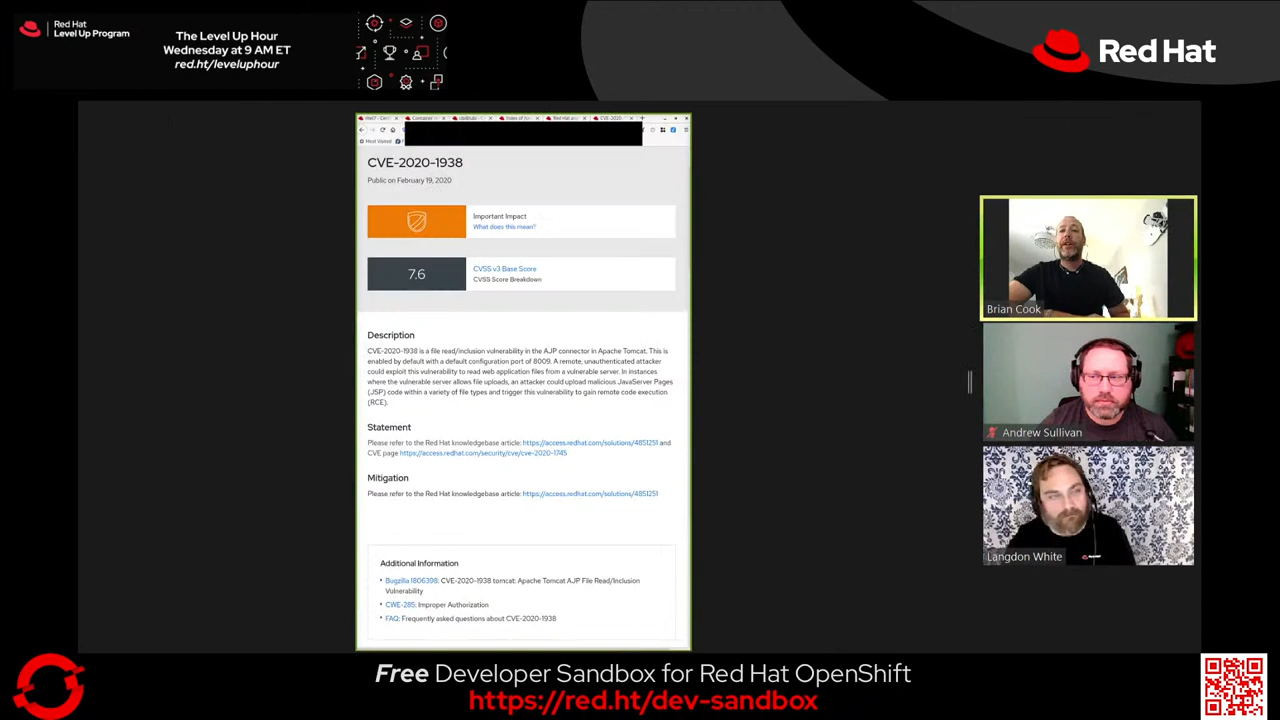 Red Hat
Level Up Program
The Level Up Hour
Wednesday at 9 AM ET
red.ht/leveluphour
Red Hat
CVE-2020-1938
Public on February 19, 2020
Important Impact
What does this mean?
7.6
CVSS v3 Base Score
CVSS Score Breakdown
Description
CVE-2020-1938 is a file read/inclusion vulnerability in the AJP connector in Apache Tomcat. This is
enabled by default with a default configuration port of 8009. A remote, unauthenticated attacker
could exploit this vulnerability to read web application files from a vulnerable server. In instances
where the vulnerable server allows file uploads, an attacker could upload malicious JavaServer Pages
(JSP) code within a variety of file types and trigger this vulnerability to gain remote code execution
(RCE).
Statement
Please refer to the Red Hat knowledgebase article: https://access.redhat.com/solutions/4851251 and
CVE page https://access.redhat.com/security/cve/cve-2020-1745
Mitigation
Please refer to the Red Hat knowledgebase article: https://access.redhat.com/solutions/4851251
Additional Information
• Bugzilla 1806398: CVE-2020-1938 tomcat: Apache Tomcat AJP File Read/Inclusion
Vulnerability
• CWE-285: Improper Authorization
• FAQ: Frequently asked questions about CVE-2020-1938
Brian Cook
Andrew Sullivan
Langdon White
Free Developer Sandbox for Red Hat OpenShift
https://red.ht/dev-sandbox